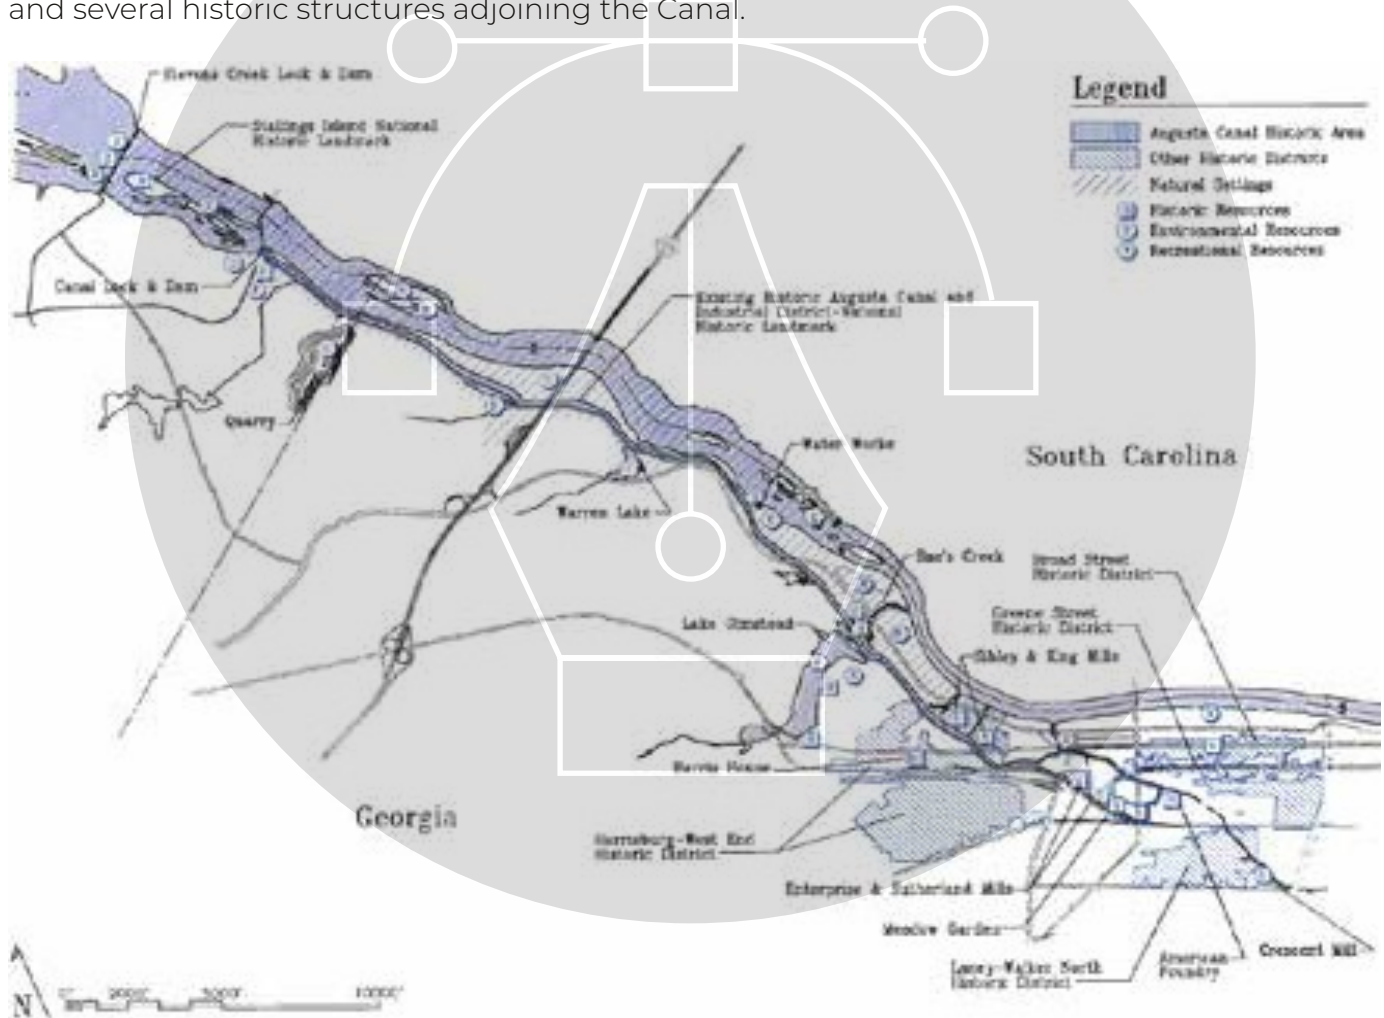 and several historic structures adjoining the Canal.
Stevens Creek Lock & Dam
Stallings Island National
Historic Landmark
Legend
Augusta Canal Historic Area
Other Historic Districts
Natural Settings
Historic Resources
Environmental Resources
Recreational Resources
Canal Lock & Dam
Existing Historic Augusta Canal and
Industrial District-National
Historic Landmark
Quarry
Water Works
South Carolina
Warren Lake
Rae's Creek
Broad Street
Historic District
Greene Street
Historic District
Lake Olmstead
Sibley & King Mills
Harris House
Georgia
Harrisburg-West End
Historic District
Enterprise & Sutherland Mills
Meadow Garden
Laney-Walker North
Historic District
American
Foundry
Crescent Mill
N
0'
5000'
10000'